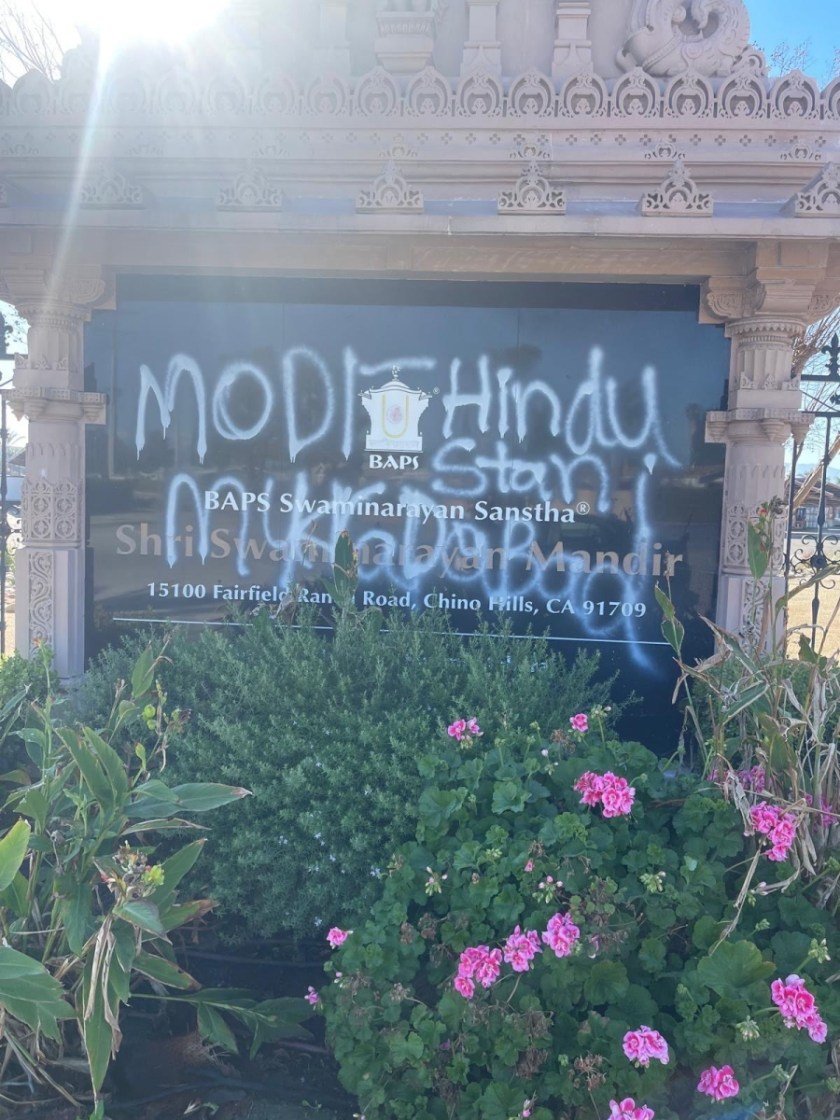 MODI Hindu
Stan
MUrDaBad
®
BAPS
BAPS Swaminarayan Sanstha®
Shri Swaminarayan Mandir
15100 Fairfield Ranch Road, Chino Hills, CA 91709